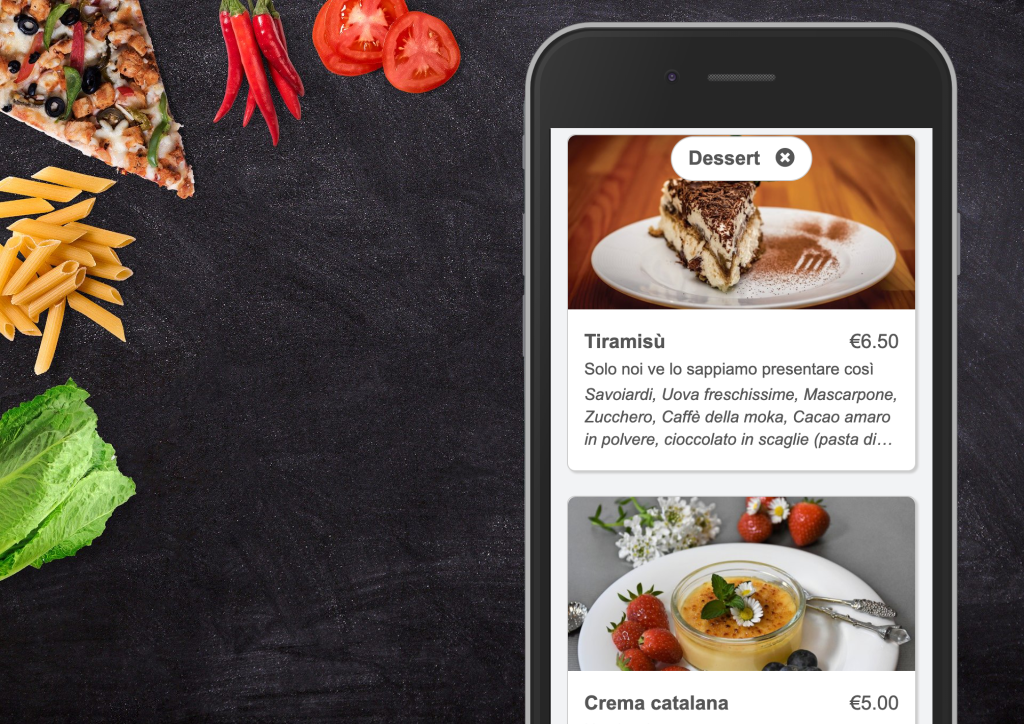 Dessert
Tiramisù €6.50
Solo noi ve lo sappiamo presentare così
Savoiardi, Uova freschissime, Mascarpone,
Zucchero, Caffè della moka, Cacao amaro
in polvere, cioccolato in scaglie (pasta di…
Crema catalana €5.00